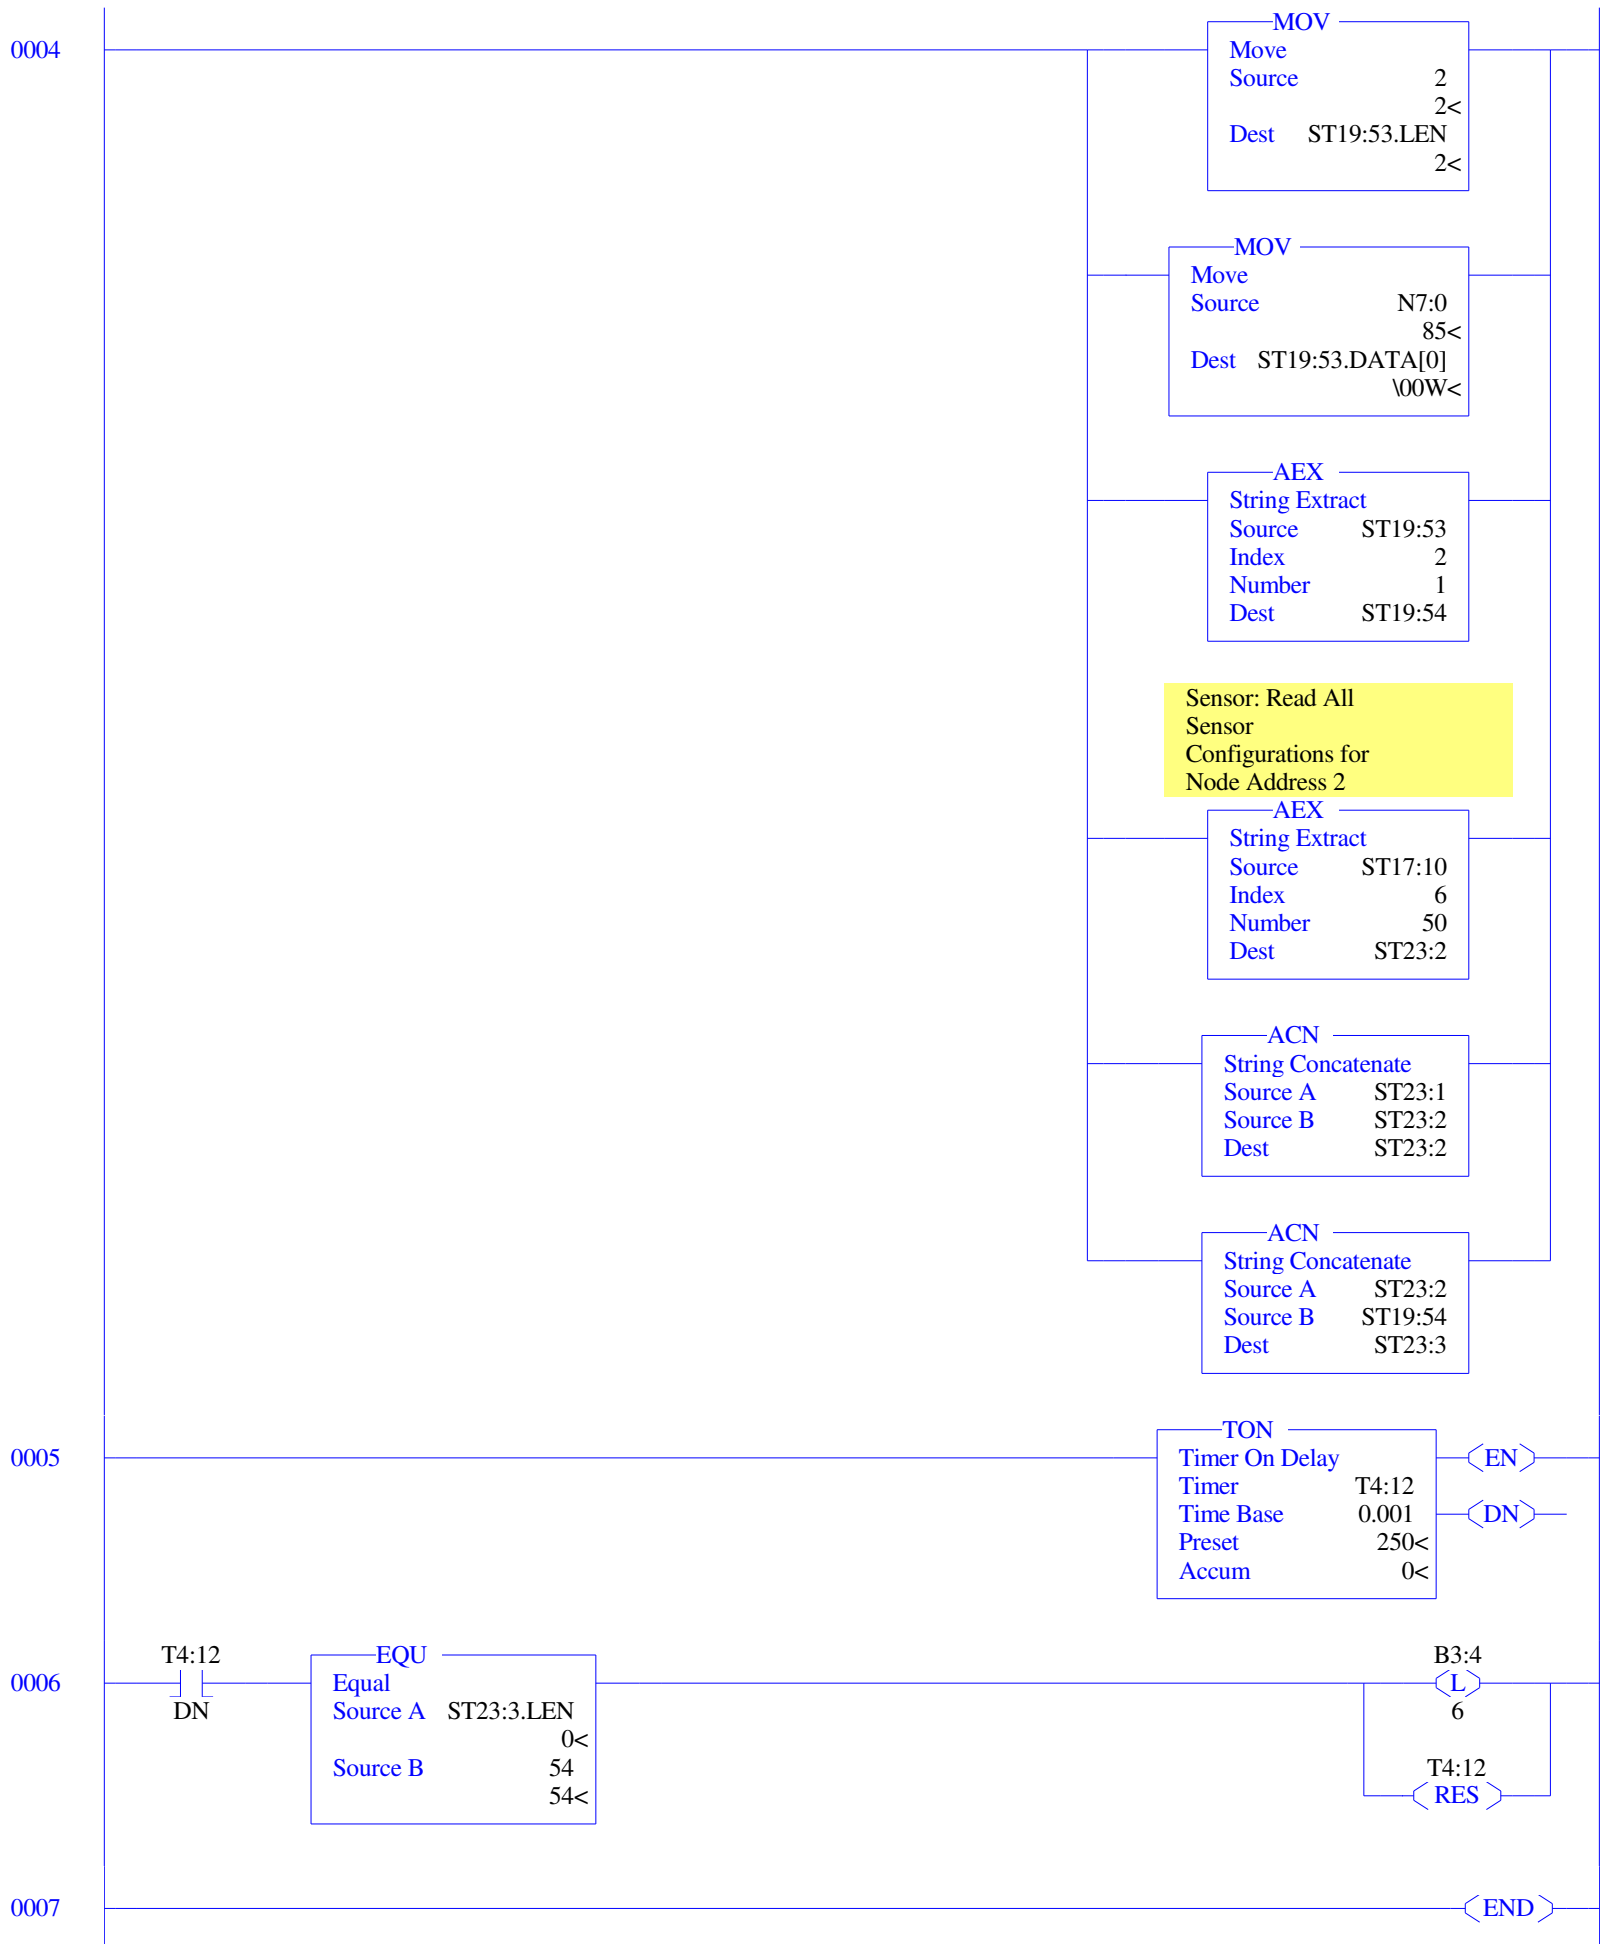 0004
MOV
Move
Source 2
2<
Dest ST19:53.LEN
2<
MOV
Move
Source N7:0
85<
Dest ST19:53.DATA[0]
\00W<
AEX
String Extract
Source ST19:53
Index 2
Number 1
Dest ST19:54
Sensor: Read All
Sensor
Configurations for
Node Address 2
AEX
String Extract
Source ST17:10
Index 6
Number 50
Dest ST23:2
ACN
String Concatenate
Source A ST23:1
Source B ST23:2
Dest ST23:2
ACN
String Concatenate
Source A ST23:2
Source B ST19:54
Dest ST23:3
0005
TON
Timer On Delay EN
Timer T4:12
Time Base 0.001 DN
Preset 250<
Accum 0<
0006
T4:12
DN
EQU
Equal
Source A ST23:3.LEN
0<
Source B 54
54<
B3:4
L
6
T4:12
RES
0007
END